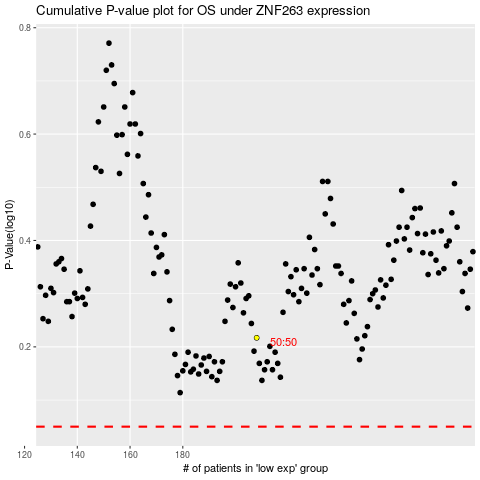 Cumulative P-value plot for OS under ZNF263 expression
P-Value(log10)
0.8
0.6
0.4
0.2
50:50
120 140 160 180
# of patients in 'low exp' group